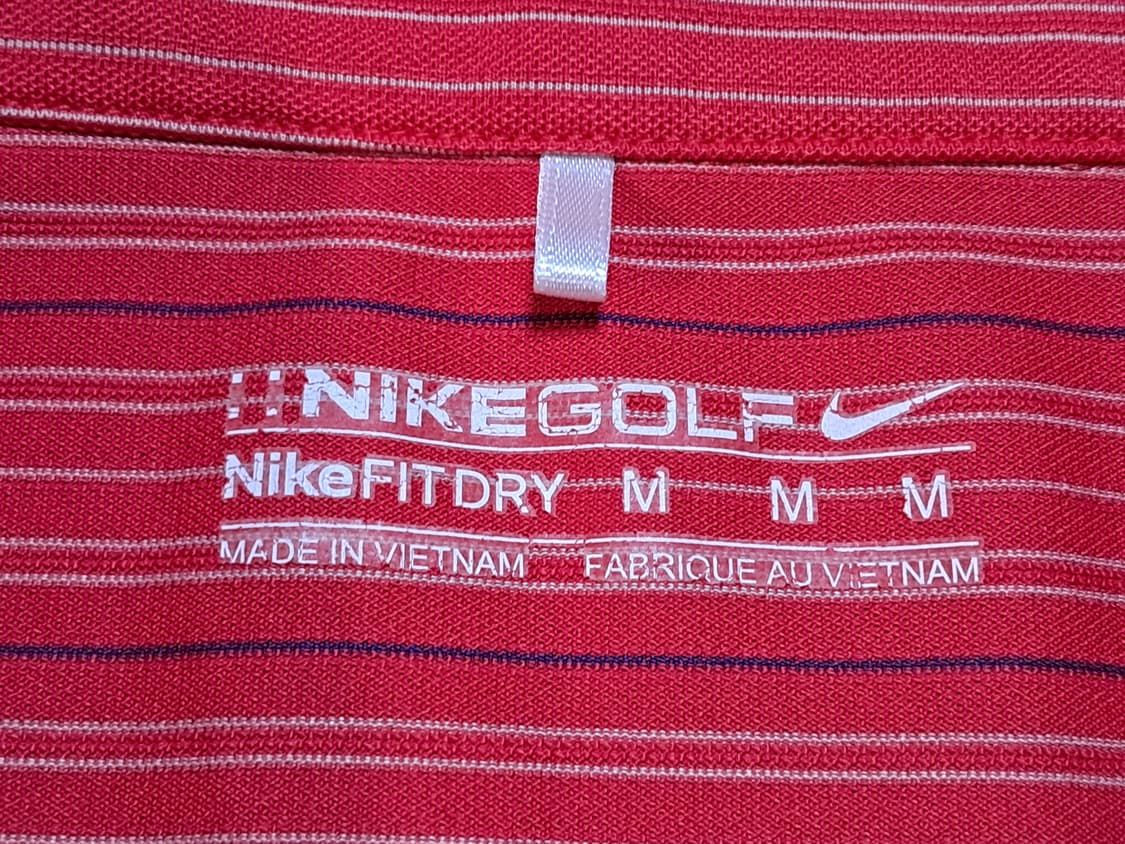 NIKEGOLF
NikeFITDRY M M M
MADE IN VIETNAM FABRIQUE AU VIETNAM